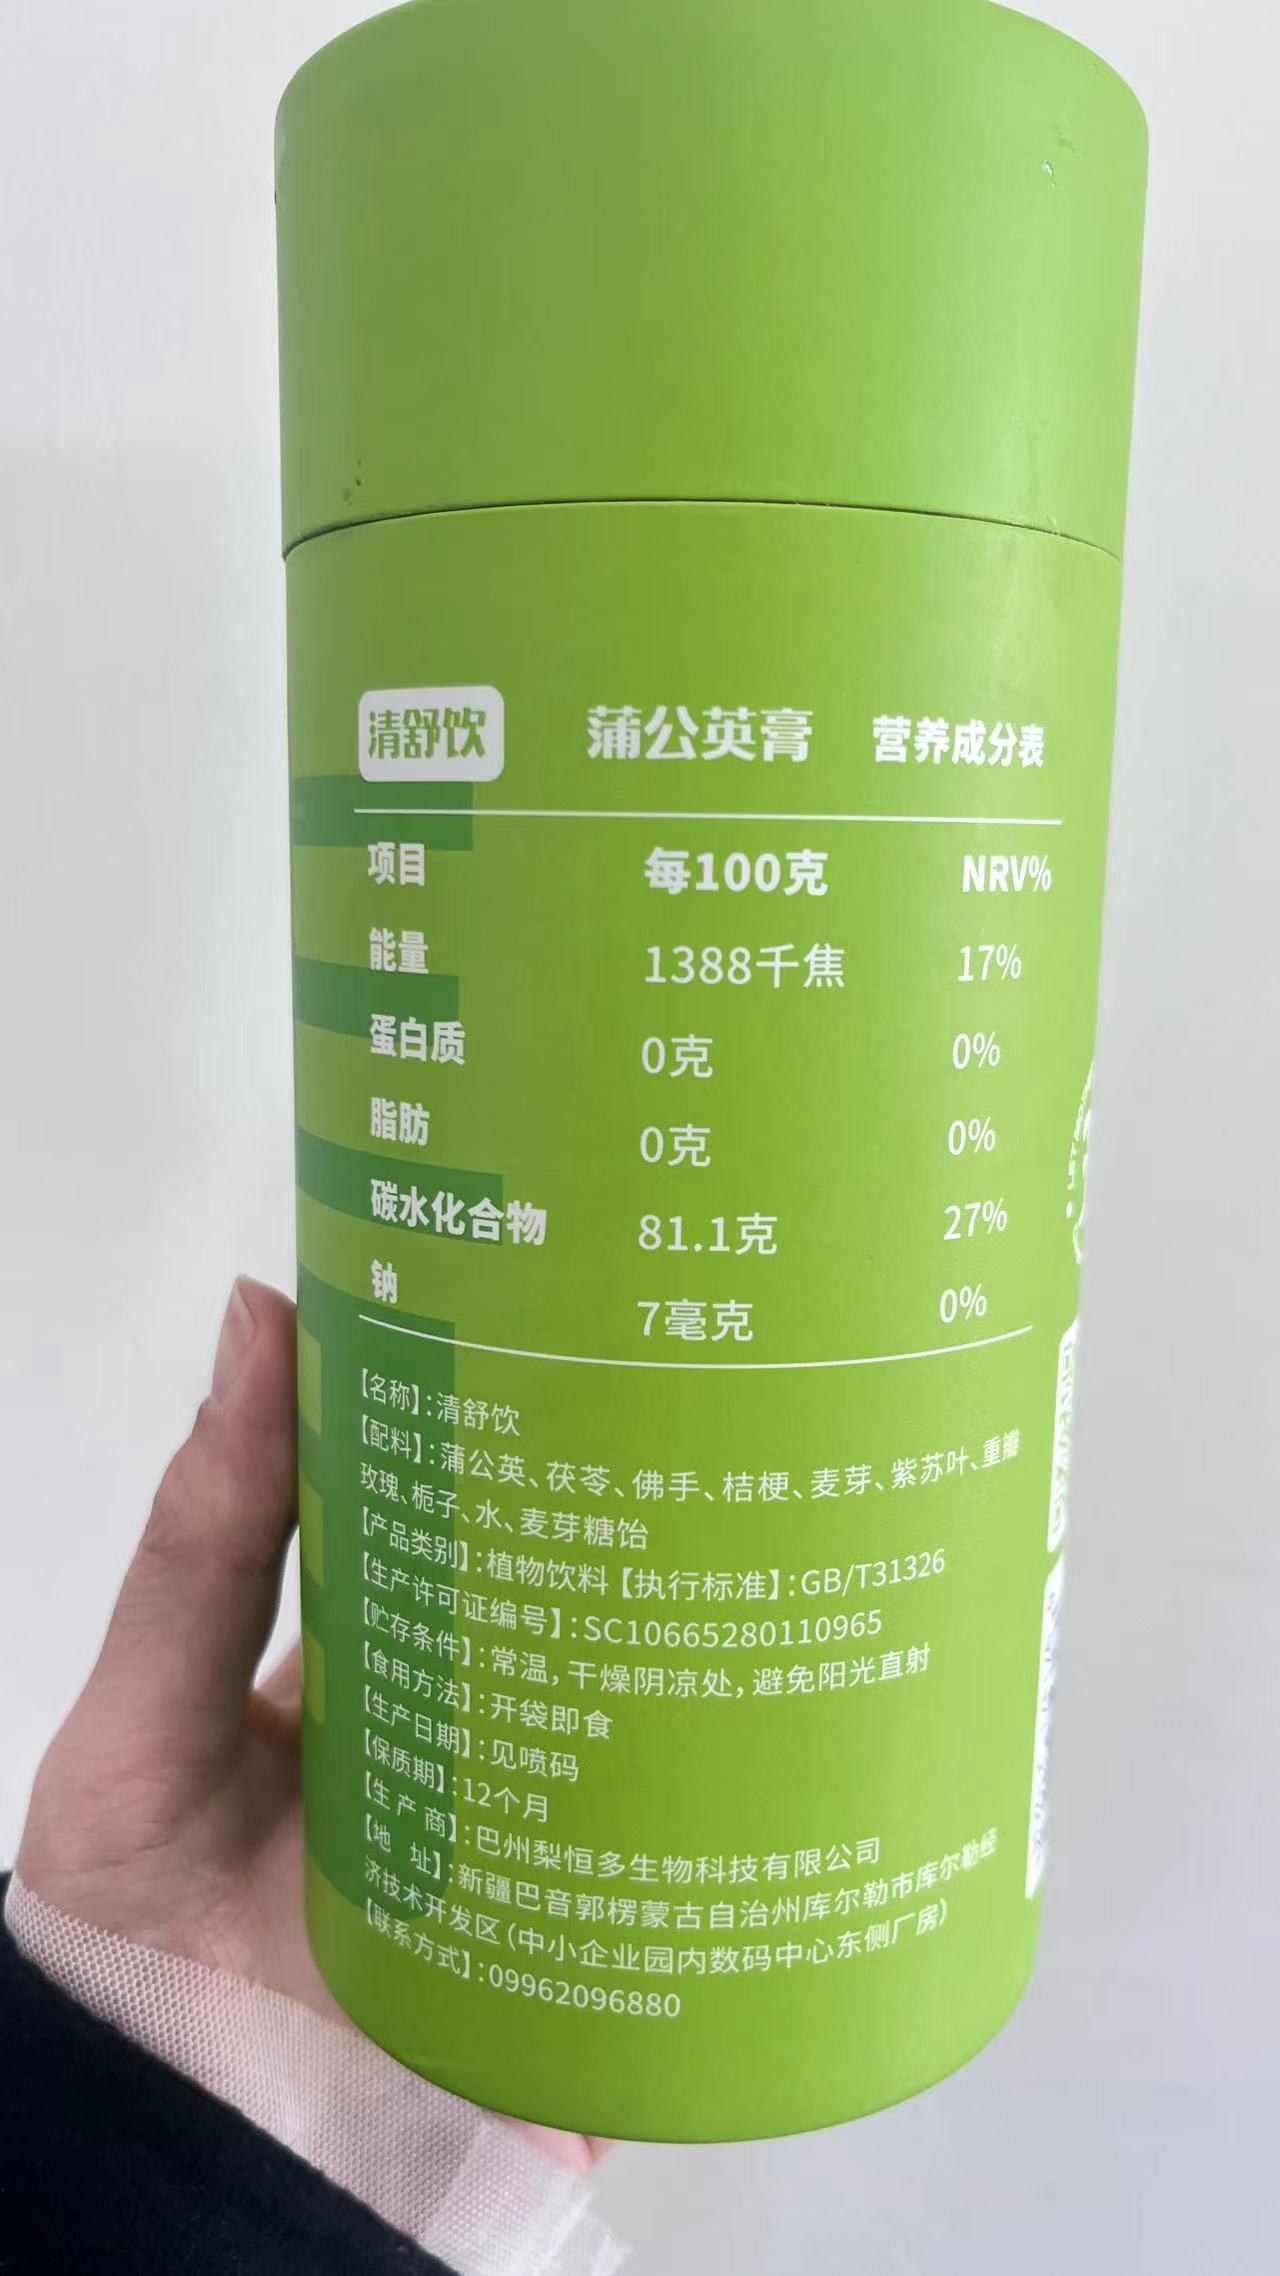 清舒饮 蒲公英膏 营养成分表
项目 每100克 NRV%
能量 1388千焦 17%
蛋白质 0克 0%
脂肪 0克 0%
碳水化合物 81.1克 27%
钠 7毫克 0%
【名称】:清舒饮
【配料】:蒲公英、茯苓、佛手、桔梗、麦芽、紫苏叶、重瓣
玫瑰、栀子、水、麦芽糖饴
【产品类别】:植物饮料【执行标准】:GB/T31326
【生产许可证编号】:SC10665280110965
【贮存条件】:常温,干燥阴凉处,避免阳光直射
【食用方法】:开袋即食
【生产日期】:见喷码
【保质期】:12个月
【生产商】:巴州梨恒多生物科技有限公司
【地 址】:新疆巴音郭楞蒙古自治州库尔勒市库尔勒经
济技术开发区(中小企业园内数码中心东侧厂房)
【联系方式】:09962096880